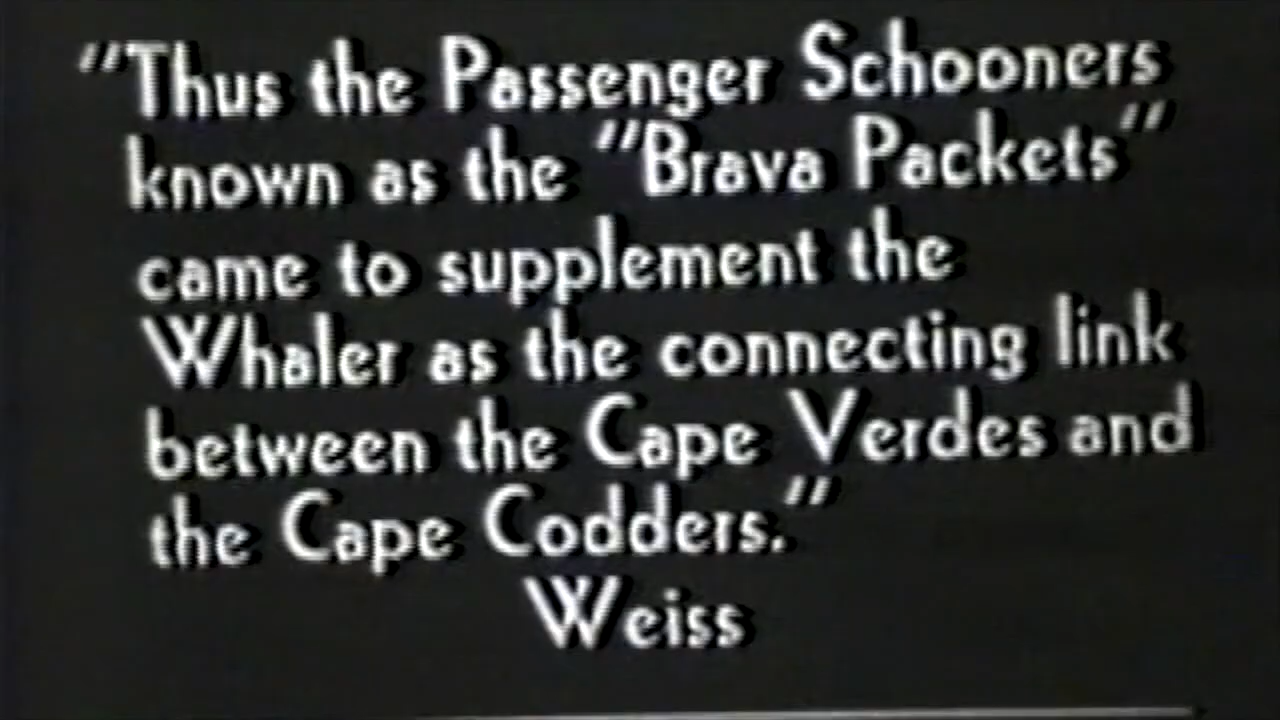 "Thus the Passenger Schooners
known as the "Brava Packets"
came to supplement the
Whaler as the connecting link
between the Cape Verdes and
the Cape Codders."
Weiss